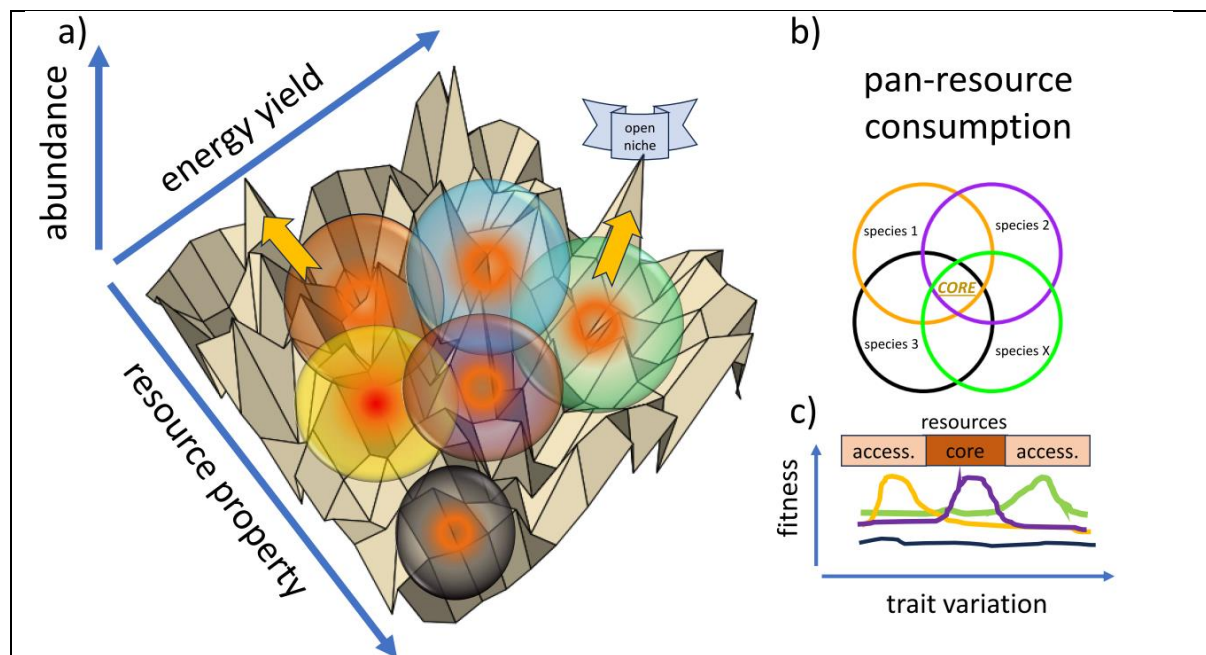 a)
abundance
energy yield
resource property
open
niche
b)
pan-resource
consumption
species 1
species 2
CORE
species 3
species X
c)
resources
access.
core
access.
fitness
trait variation